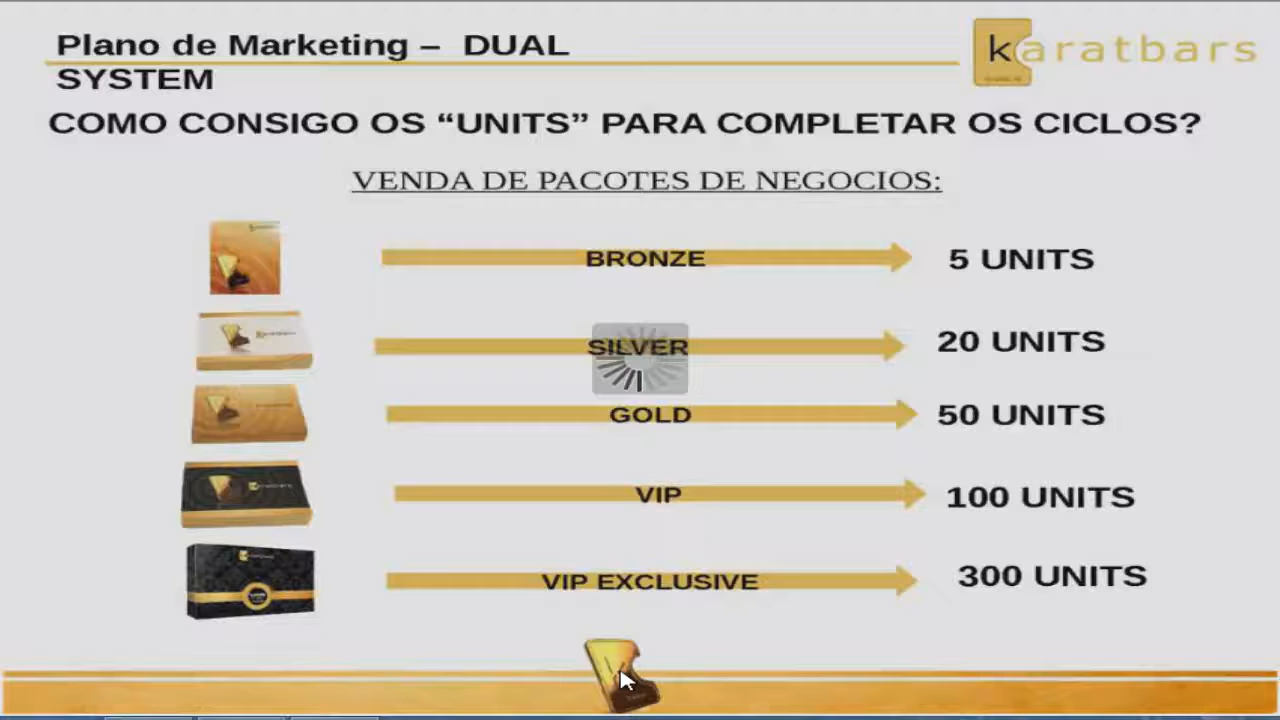 Plano de Marketing – DUAL
SYSTEM
karatbars
COMO CONSIGO OS “UNITS” PARA COMPLETAR OS CICLOS?
VENDA DE PACOTES DE NEGOCIOS:
BRONZE 5 UNITS
SILVER 20 UNITS
GOLD 50 UNITS
VIP 100 UNITS
VIP EXCLUSIVE 300 UNITS